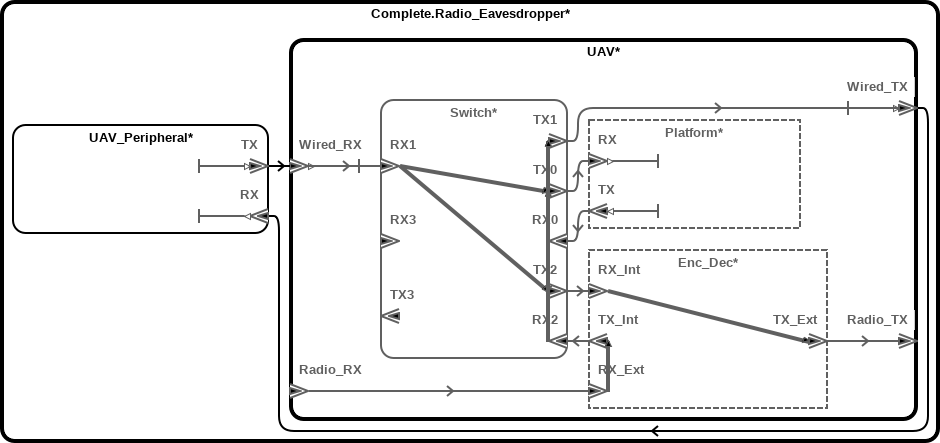 Complete.Radio_Eavesdropper*
UAV*
Wired_TX
Switch*
TX1
Platform*
UAV_Peripheral*
TX
Wired_RX
RX1
RX
TX0
RX
TX
RX3
RX0
TX2
RX_Int
Enc_Dec*
TX3
RX2
TX_Int
TX_Ext
Radio_TX
Radio_RX
RX_Ext